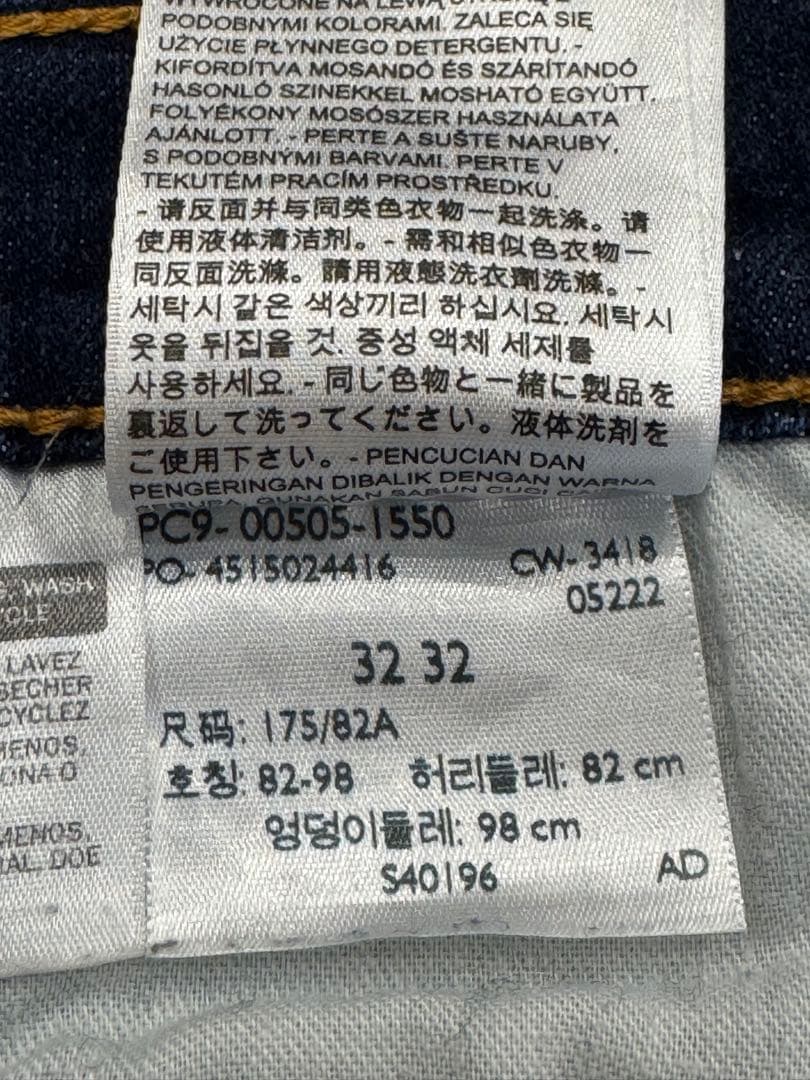 PODOBNYMI KOLORAMI. ZALECA SIĘ
UŻYCIE PŁYNNEGO DETERGENTU. -
KIFORDÍTVA MOSANDÓ ÉS SZÁRÍTANDÓ
HASONLÓ SZINEKKEL MOSHATÓ EGYÜTT.
FOLYÉKONY MOSÓSZER HASZNÁLATA
AJÁNLOTT. - PERTE A SUŠTE NARUBY,
S PODOBNÝMI BARVAMI. PERTE V
TEKUTÉM PRACÍM PROSTŘEDKU.
- 请反面并与同类色衣物一起洗涤。请
使用液体清洁剂。- 需和相似色衣物一
同反面洗滌。請用液態洗衣劑洗滌。-
세탁시 같은 색상끼리 하십시요. 세탁시
옷을 뒤집을 것. 중성 액체 세제를
사용하세요. - 同じ色物と一緒に製品を
裏返して洗ってください。液体洗剤を
ご使用下さい。- PENCUCIAN DAN
PENGERINGAN DIBALIK DENGAN WARNA
PC9-00505-1550
PO-4515024416
CW-3418
05222
32 32
尺码: 175/82A
호칭: 82-98 허리둘레: 82 cm
엉덩이둘레: 98 cm
S40196
AD
WASH
LAVEZ
SECHER
MENOS,
MENOS,
DOE